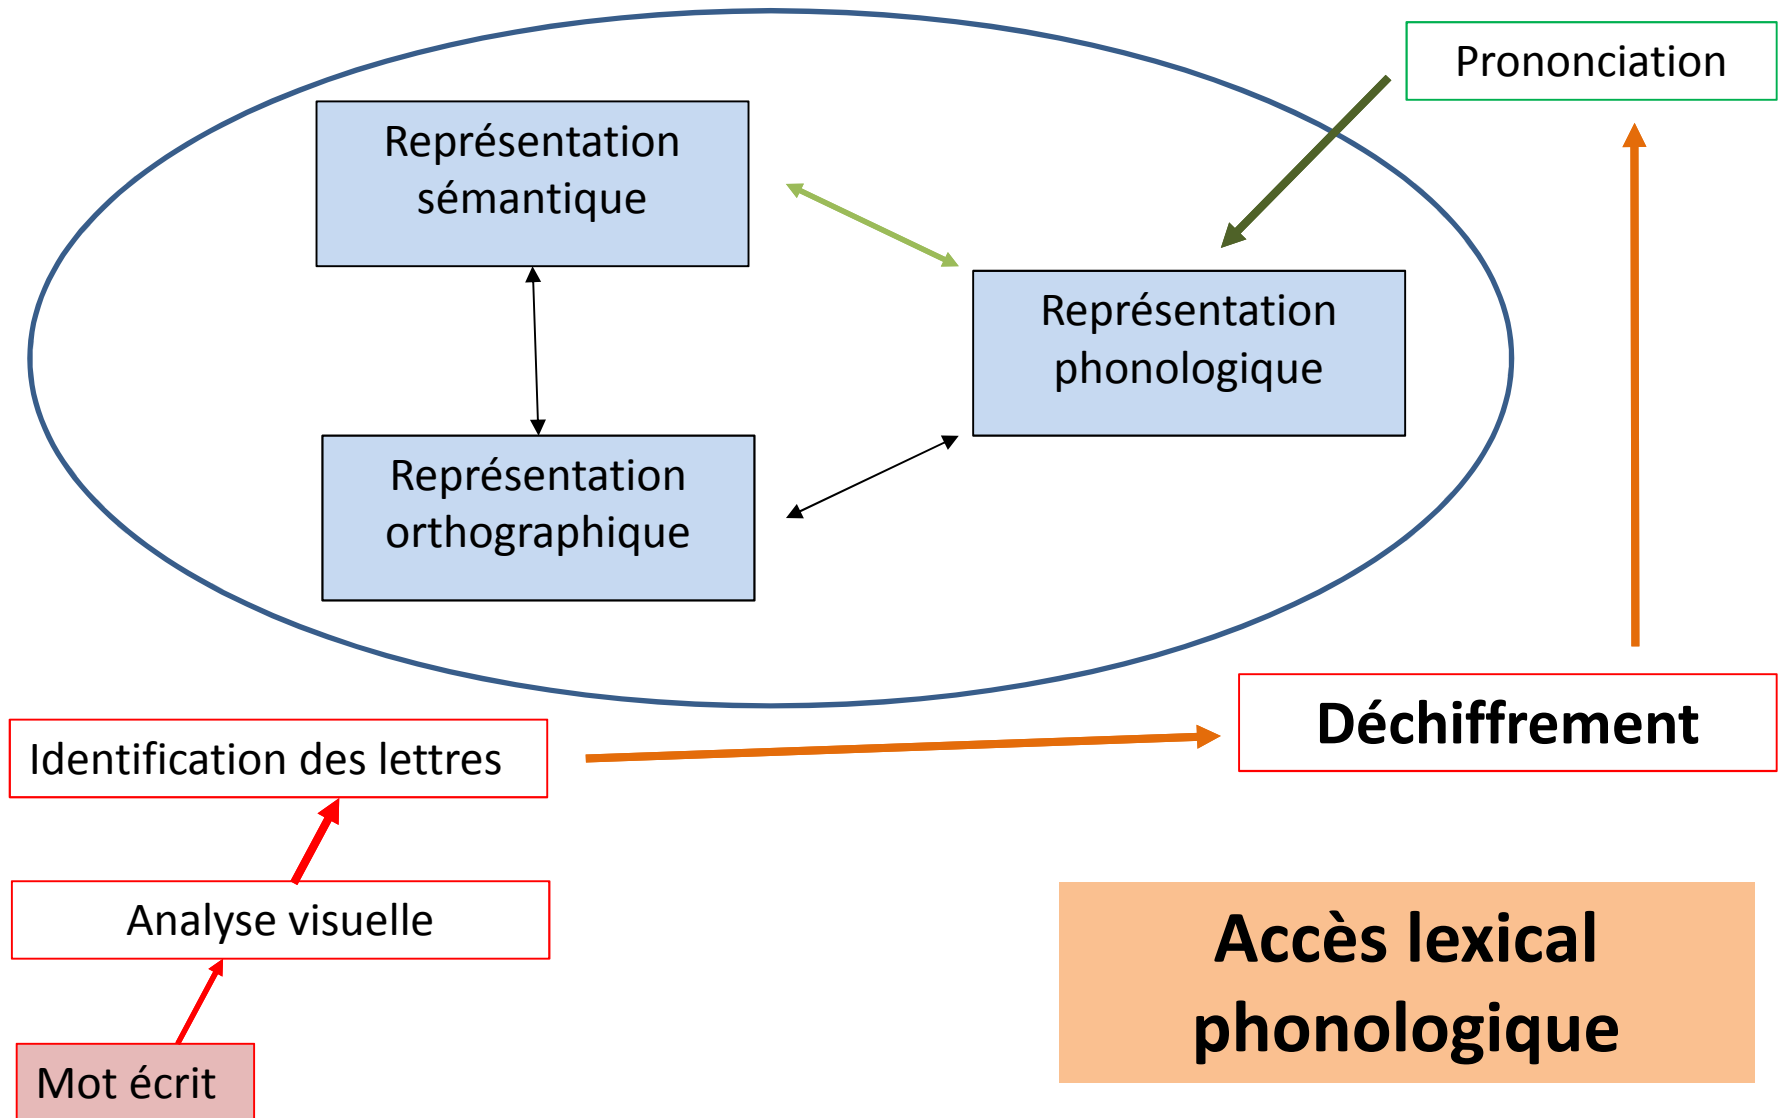 Prononciation
Représentation
sémantique
Représentation
phonologique
Représentation
orthographique
Déchiffrement
Identification des lettres
Analyse visuelle
Accès lexical
phonologique
Mot écrit